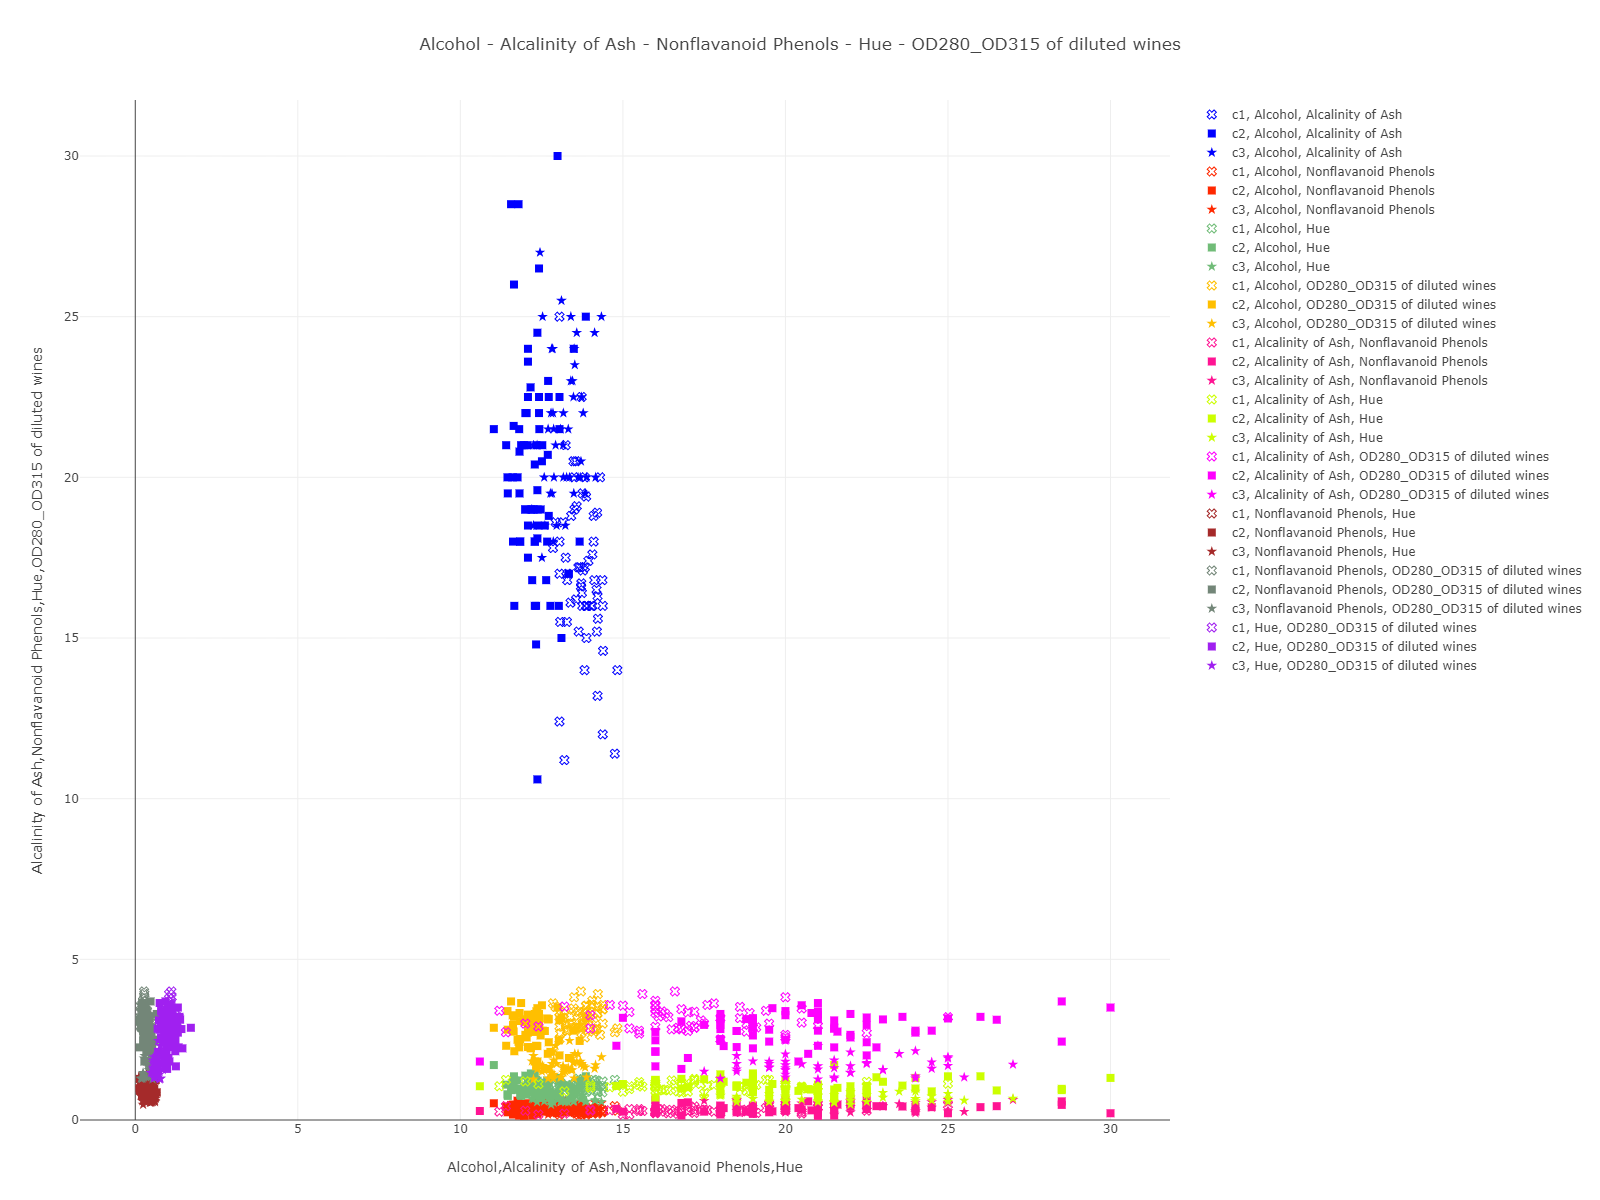 Alcohol - Alcalinity of Ash - Nonflavanoid Phenols - Hue - OD280_OD315 of diluted wines
Alcalinity of Ash,Nonflavanoid Phenols,Hue,OD280_OD315 of diluted wines
30
25
20
15
10
5
0
0
5
10
15
20
25
30
Alcohol,Alcalinity of Ash,Nonflavanoid Phenols,Hue
c1, Alcohol, Alcalinity of Ash
c2, Alcohol, Alcalinity of Ash
c3, Alcohol, Alcalinity of Ash
c1, Alcohol, Nonflavanoid Phenols
c2, Alcohol, Nonflavanoid Phenols
c3, Alcohol, Nonflavanoid Phenols
c1, Alcohol, Hue
c2, Alcohol, Hue
c3, Alcohol, Hue
c1, Alcohol, OD280_OD315 of diluted wines
c2, Alcohol, OD280_OD315 of diluted wines
c3, Alcohol, OD280_OD315 of diluted wines
c1, Alcalinity of Ash, Nonflavanoid Phenols
c2, Alcalinity of Ash, Nonflavanoid Phenols
c3, Alcalinity of Ash, Nonflavanoid Phenols
c1, Alcalinity of Ash, Hue
c2, Alcalinity of Ash, Hue
c3, Alcalinity of Ash, Hue
c1, Alcalinity of Ash, OD280_OD315 of diluted wines
c2, Alcalinity of Ash, OD280_OD315 of diluted wines
c3, Alcalinity of Ash, OD280_OD315 of diluted wines
c1, Nonflavanoid Phenols, Hue
c2, Nonflavanoid Phenols, Hue
c3, Nonflavanoid Phenols, Hue
c1, Nonflavanoid Phenols, OD280_OD315 of diluted wines
c2, Nonflavanoid Phenols, OD280_OD315 of diluted wines
c3, Nonflavanoid Phenols, OD280_OD315 of diluted wines
c1, Hue, OD280_OD315 of diluted wines
c2, Hue, OD280_OD315 of diluted wines
c3, Hue, OD280_OD315 of diluted wines